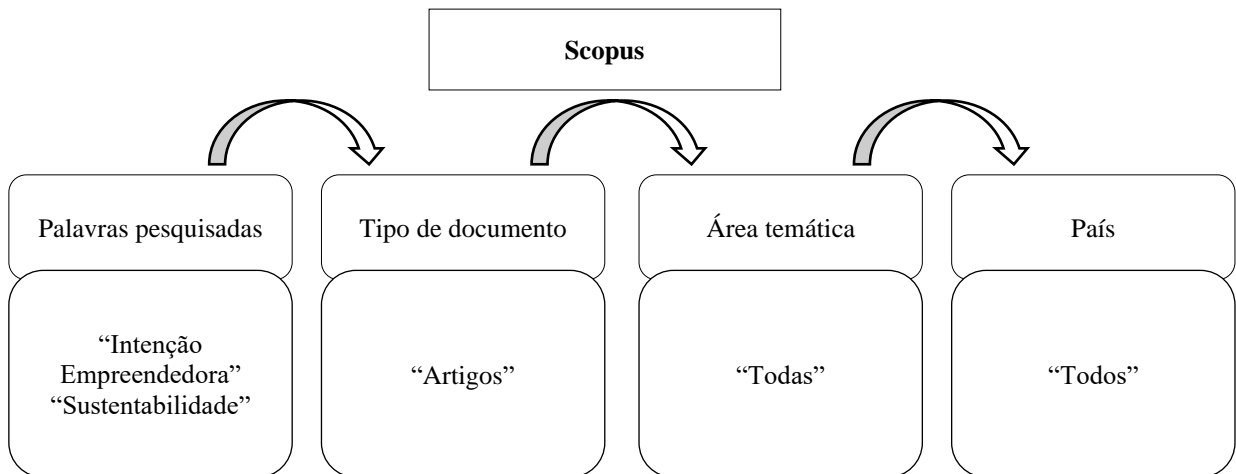 Scopus
Palavras pesquisadas
Tipo de documento
Área temática
País
“Intenção
Empreendedora”
“Sustentabilidade”
“Artigos”
“Todas”
“Todos”